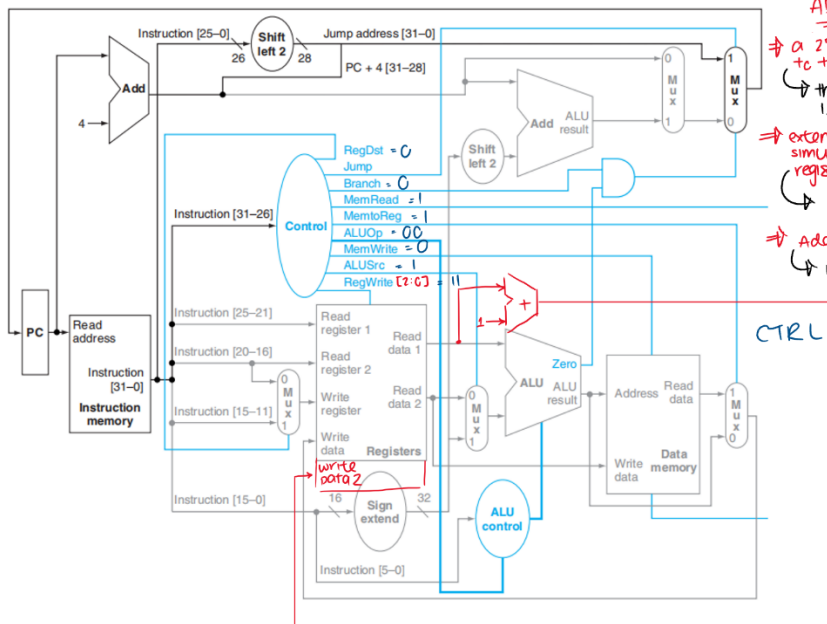 Instruction [25–0]
Shift
left 2
Jump address [31–0]
26
28
PC + 4 [31–28]
Add
4
0
M
u
x
1
1
M
u
x
0
Add
ALU
result
Shift
left 2
RegDst = 0
Jump
Branch = 0
MemRead = 1
MemtoReg = 1
ALUOp = 00
MemWrite = 0
ALUSrc = 1
RegWrite [2:0] = 11
Control
Instruction [31–26]
PC
Read
address
Instruction
[31–0]
Instruction
memory
Instruction [25–21]
Instruction [20–16]
Instruction [15–11]
0
M
u
x
1
Read
register 1
Read
register 2
Write
register
Write
data
Read
data 1
Read
data 2
Registers
write
Data 2
1
+
0
M
u
x
1
Zero
ALU
ALU
result
Address
Read
data
Write
data
Data
memory
1
M
u
x
0
Instruction [15–0]
16
Sign
extend
32
ALU
control
Instruction [5–0]
CTRL
⇒ a
⇒
⇒